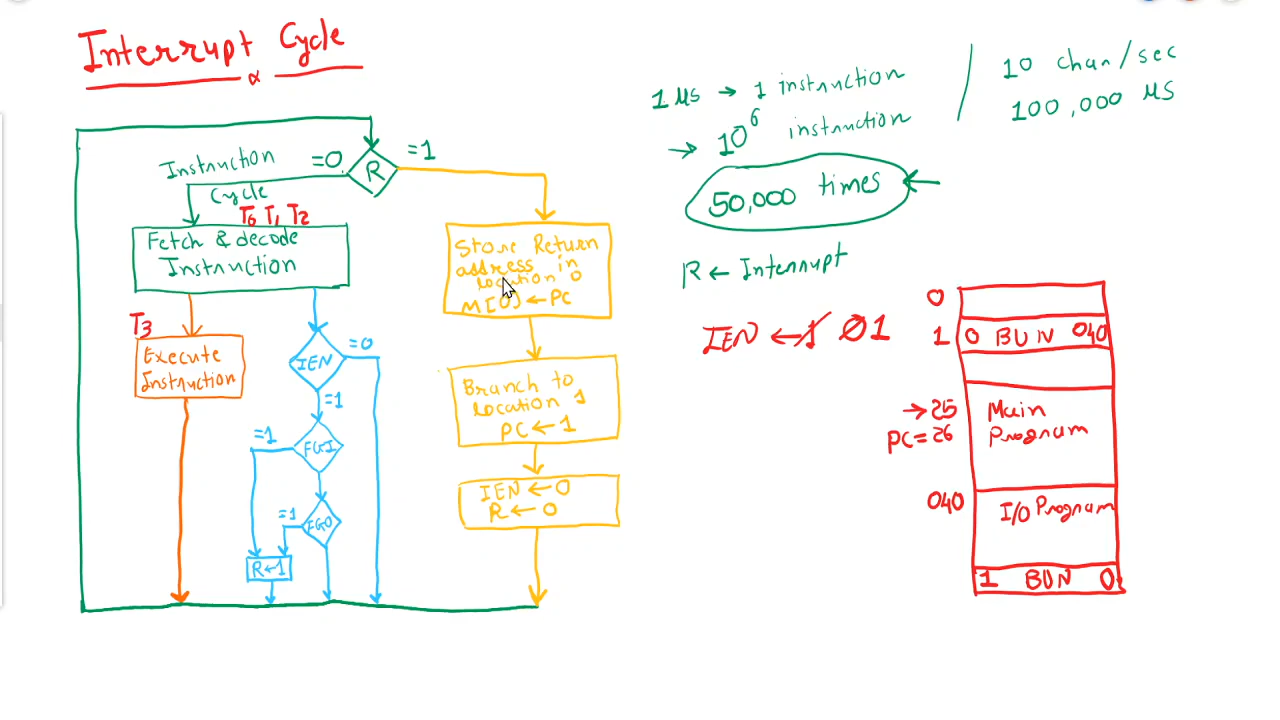 Interrupt Cycle
Instruction
Cycle
=0
R
=1
T0 T1 T2
Fetch & decode
Instruction
T3
Execute
Instruction
IEN
=0
=1
FGI
=1
FGO
=1
R←1
Store Return
address in
location 0
M[0] ← PC
Branch to
location 1
PC ← 1
IEN ← 0
R ← 0
1 μs → 1 instruction
→ 10^6 instruction
10 char/sec
100,000 μs
50,000 times
R ← Interrupt
IEN ← 1 0 1
0
1 0 BUN 040
→ 25 Main
PC = 26 Program
040 I/O Program
1 BUN 0